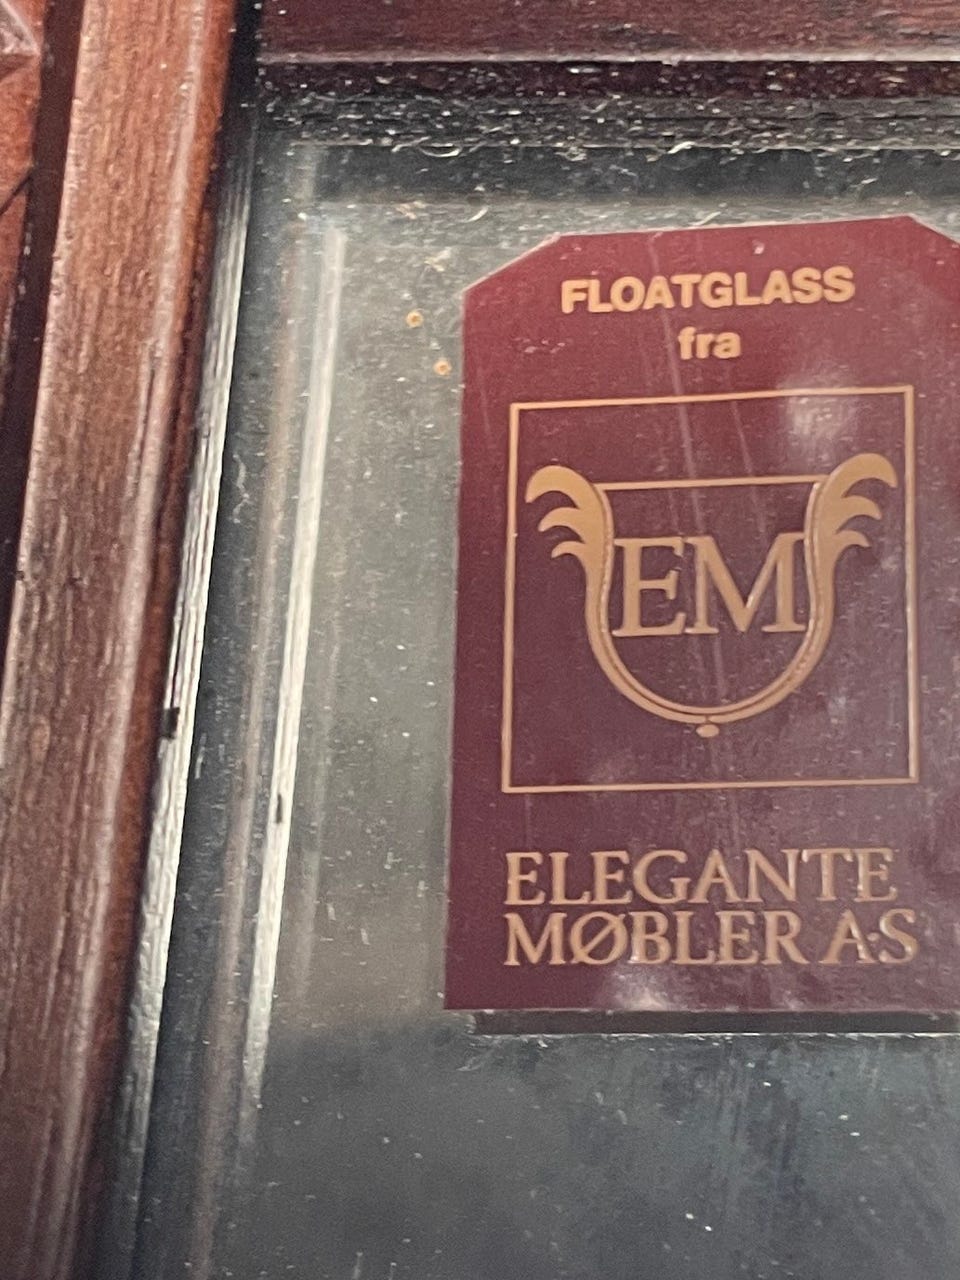 FLOATGLASS
fra
EM
ELEGANTE
MØBLER A·S